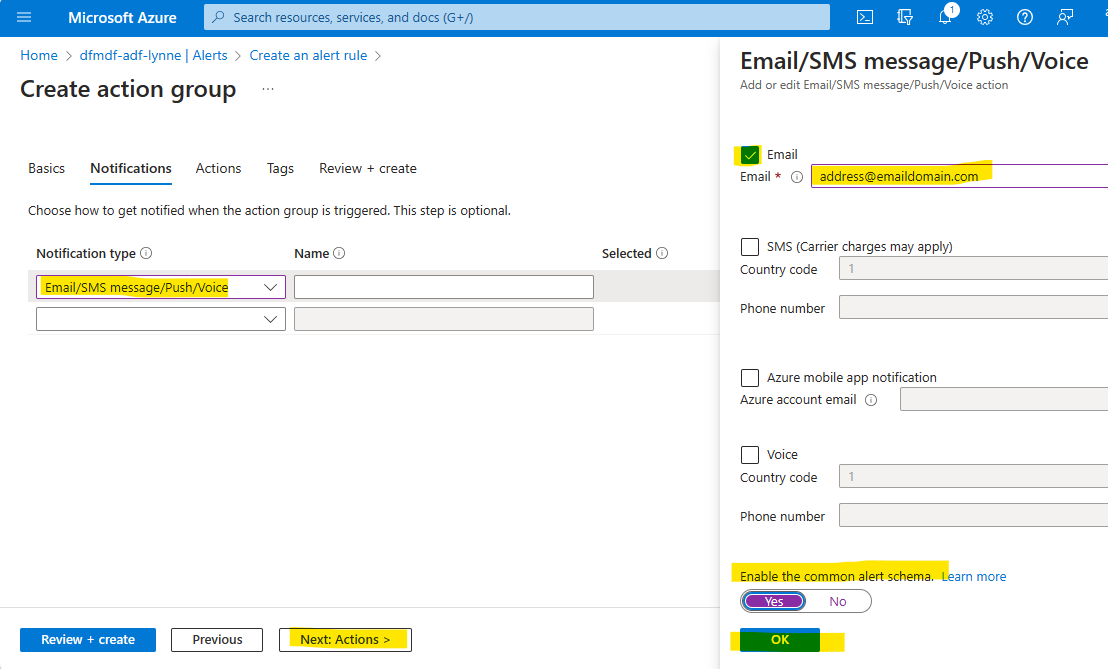 Microsoft Azure
Search resources, services, and docs (G+/)
1
Home > dfmdf-adf-lynne | Alerts > Create an alert rule >
Create action group ...
Basics Notifications Actions Tags Review + create
Choose how to get notified when the action group is triggered. This step is optional.
Notification type Name Selected
Email/SMS message/Push/Voice
Review + create Previous Next: Actions >
Email/SMS message/Push/Voice
Add or edit Email/SMS message/Push/Voice action
Email
Email * address@emaildomain.com
SMS (Carrier charges may apply)
Country code 1
Phone number
Azure mobile app notification
Azure account email
Voice
Country code 1
Phone number
Enable the common alert schema. Learn more
Yes No
OK